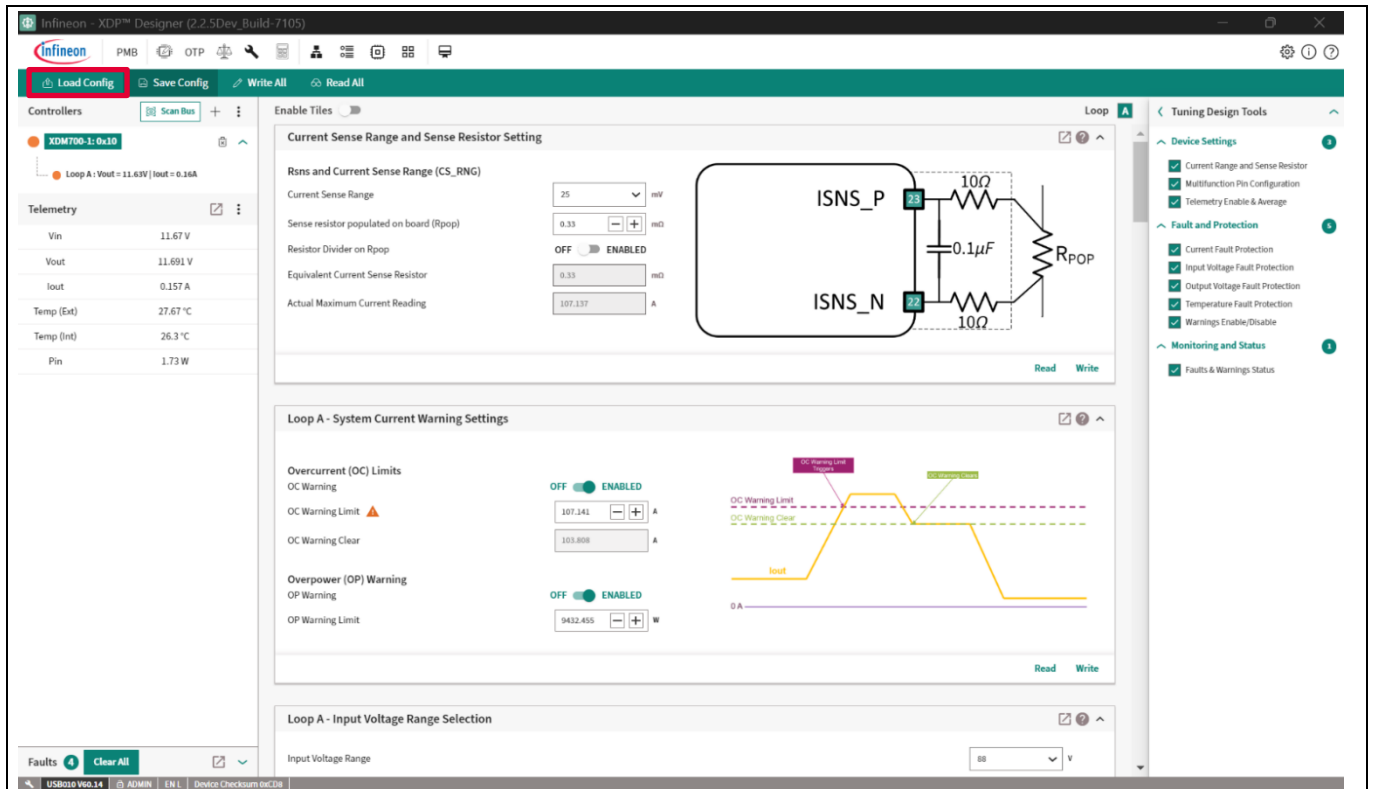 Infineon - XDP™ Designer (2.2.5Dev_Build-7105)
infineon PMB OTP
Load Config Save Config Write All Read All
Controllers Scan Bus
XDM700-1: 0x10
Loop A : Vout = 11.63V | Iout = 0.16A
Telemetry
Vin 11.67 V
Vout 11.691 V
Iout 0.157 A
Temp (Ext) 27.67 °C
Temp (Int) 26.3 °C
Pin 1.73 W
Faults 4 Clear All
Enable Tiles Loop A
Current Sense Range and Sense Resistor Setting
Rsns and Current Sense Range (CS_RNG)
Current Sense Range 25 mV
Sense resistor populated on board (Rpop) 0.33 mΩ
Resistor Divider on Rpop OFF ENABLED
Equivalent Current Sense Resistor 0.33 mΩ
Actual Maximum Current Reading 107.137 A
ISNS_P 23 10Ω
0.1µF RPOP
ISNS_N 22 10Ω
Read Write
Loop A - System Current Warning Settings
Overcurrent (OC) Limits
OC Warning OFF ENABLED
OC Warning Limit 107.141 A
OC Warning Clear 103.808 A
Overpower (OP) Warning
OP Warning OFF ENABLED
OP Warning Limit 9432.455 W
OC Warning Limit
Triggers
OC Warning Clears
OC Warning Limit
OC Warning Clear
Iout
0 A
Read Write
Loop A - Input Voltage Range Selection
Input Voltage Range 88 V
Tuning Design Tools
Device Settings 3
Current Range and Sense Resistor
Multifunction Pin Configuration
Telemetry Enable & Average
Fault and Protection 5
Current Fault Protection
Input Voltage Fault Protection
Output Voltage Fault Protection
Temperature Fault Protection
Warnings Enable/Disable
Monitoring and Status 1
Faults & Warnings Status
USB010 V60.14 ADMIN EN L Device Checksum 0xCD8